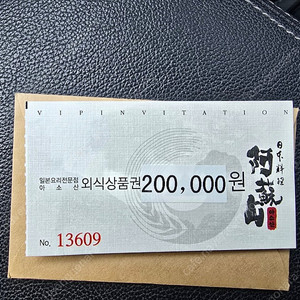 VIP INVITATION
일본요리전문점
아소산
외식상품권 200,000원
No. 13609
日本料理
阿蘇山